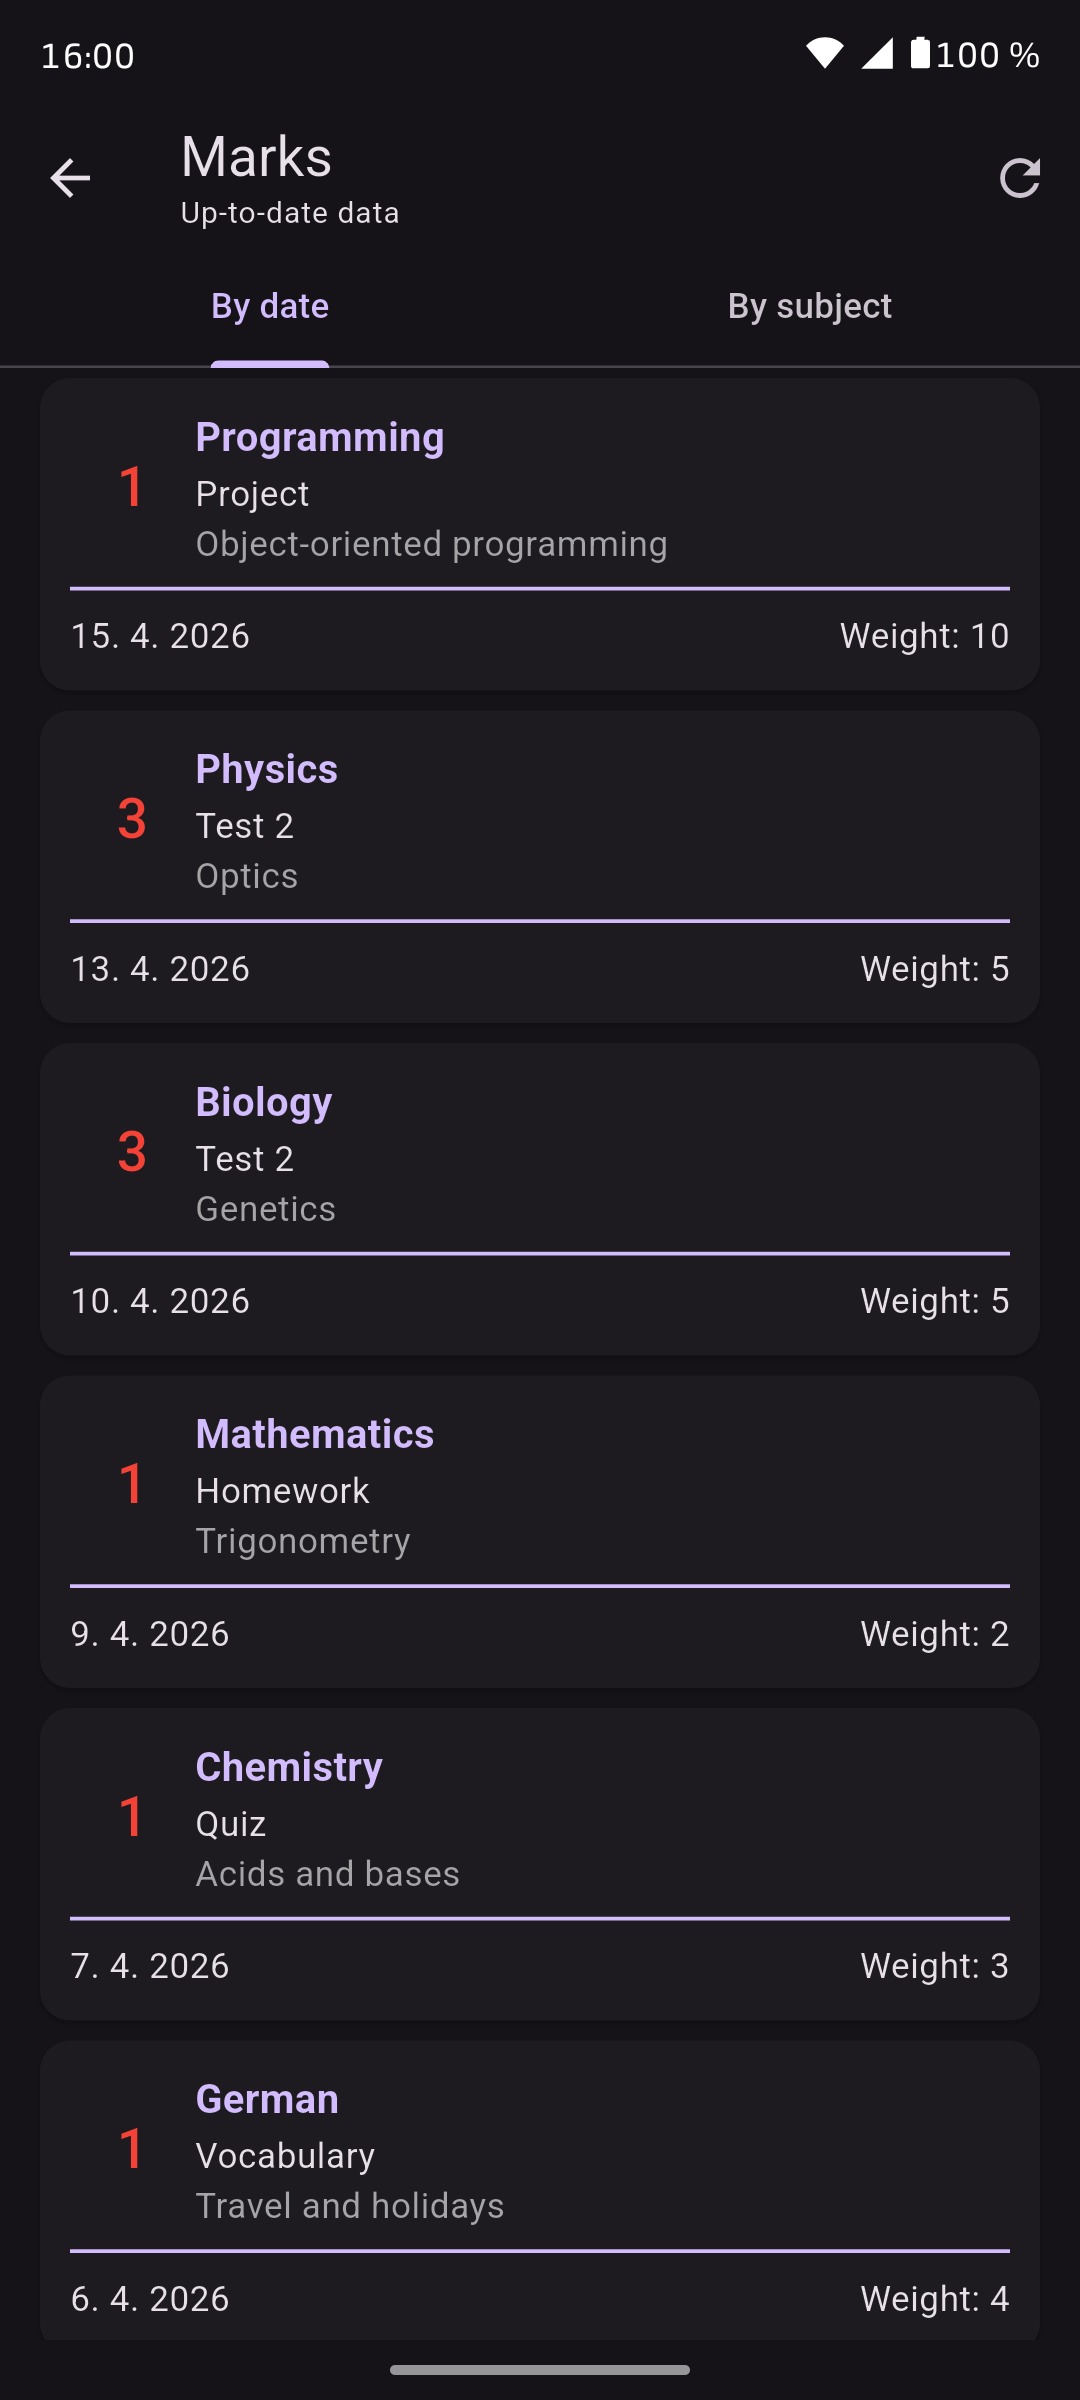 16:00
100 %
Marks
Up-to-date data
By date
By subject
Programming
1
Project
Object-oriented programming
15. 4. 2026
Weight: 10
Physics
3
Test 2
Optics
13. 4. 2026
Weight: 5
Biology
3
Test 2
Genetics
10. 4. 2026
Weight: 5
Mathematics
1
Homework
Trigonometry
9. 4. 2026
Weight: 2
Chemistry
1
Quiz
Acids and bases
7. 4. 2026
Weight: 3
German
1
Vocabulary
Travel and holidays
6. 4. 2026
Weight: 4